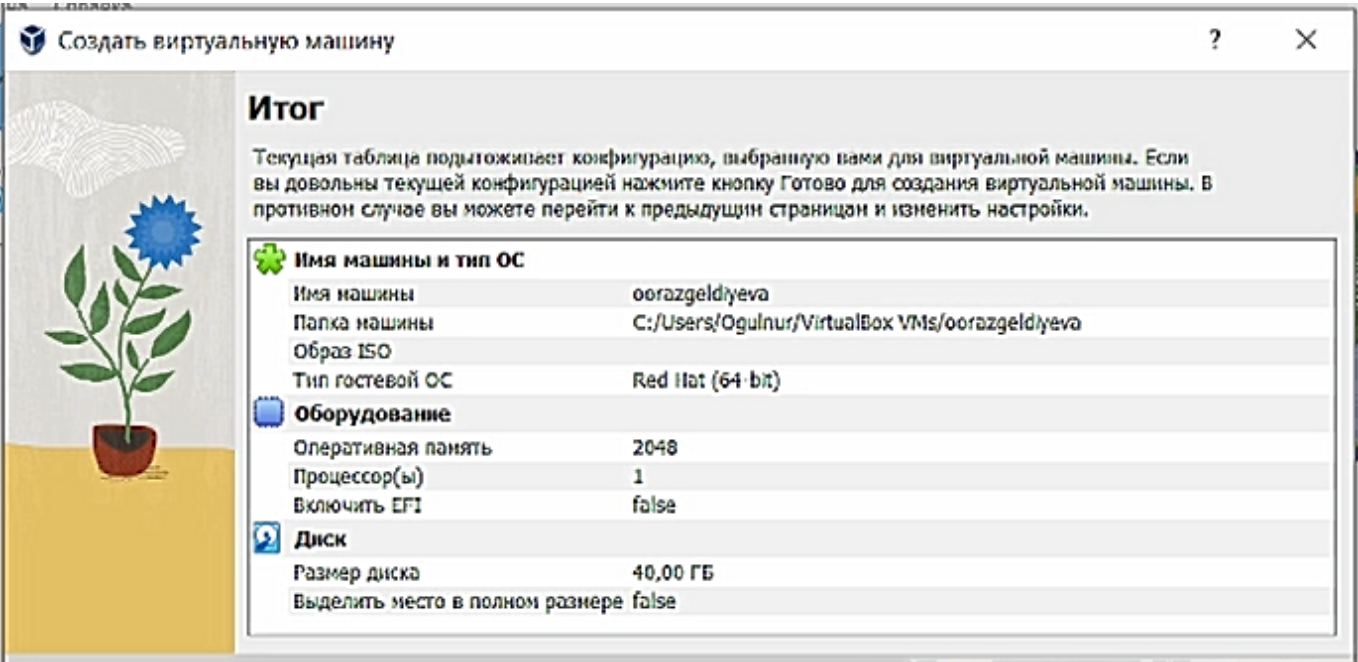 Справка
Создать виртуальную машину
?
Итог
Текущая таблица подытоживает конфигурацию, выбранную вами для виртуальной машины. Если
вы довольны текущей конфигурацией нажмите кнопку Готово для создания виртуальной машины. В
противном случае вы можете перейти к предыдущим страницам и изменить настройки.
Имя машины и тип ОС
Имя машины oorazgeldiyeva
Папка машины C:/Users/Ogulnur/VirtualBox VMs/oorazgeldiyeva
Образ ISO
Тип гостевой ОС Red Hat (64-bit)
Оборудование
Оперативная память 2048
Процессор(ы) 1
Включить EFI false
Диск
Размер диска 40,00 ГБ
Выделить место в полном размере false